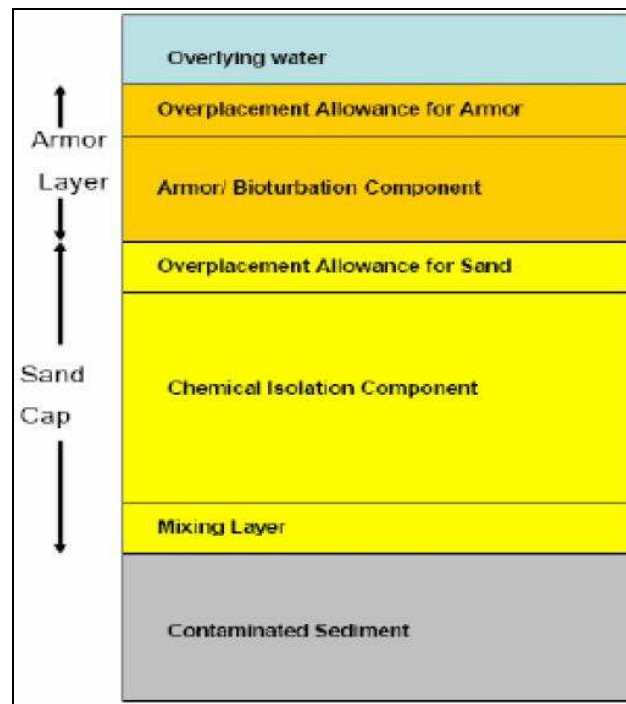 Overlying water
Overplacement Allowance for Armor
Armor
Layer
Armor/ Bioturbation Component
Overplacement Allowance for Sand
Sand
Cap
Chemical Isolation Component
Mixing Layer
Contaminated Sediment